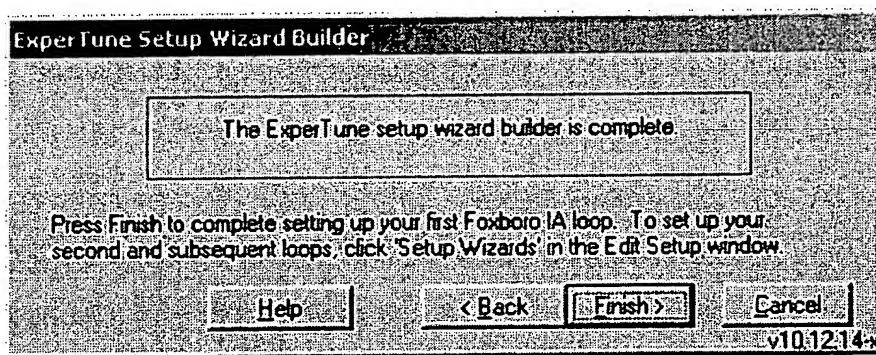 ExperTune Setup Wizard Builder
The ExperTune setup wizard builder is complete.
Press Finish to complete setting up your first Foxboro IA loop. To set up your
second and subsequent loops, click 'Setup Wizards' in the Edit Setup window.
Help < Back Finish > Cancel
v10.12.14-x